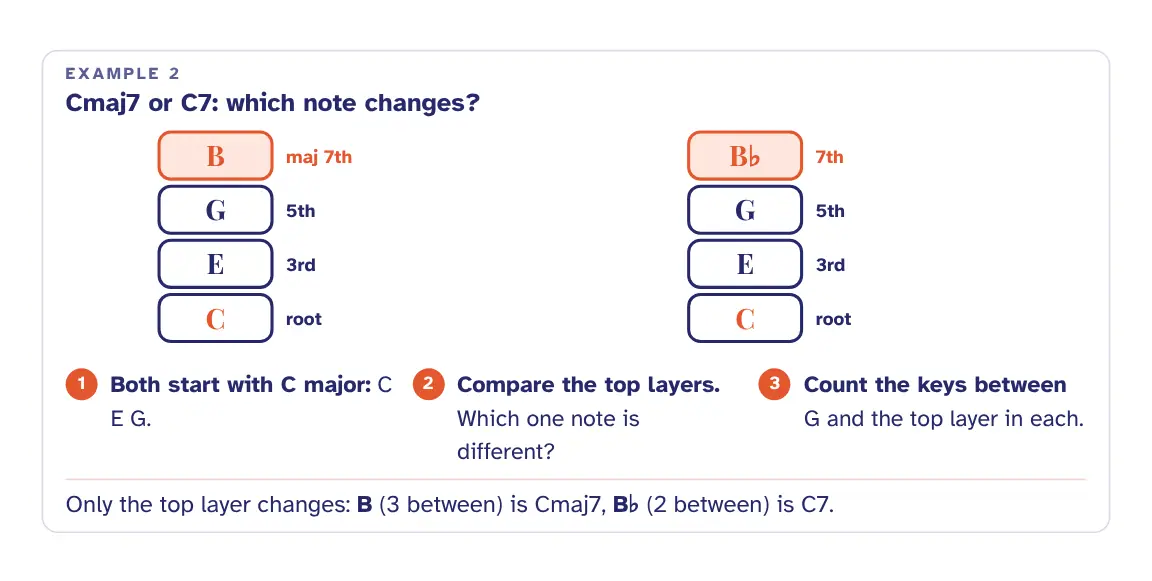 EXAMPLE 2
Cmaj7 or C7: which note changes?
B maj 7th
G 5th
E 3rd
C root
B♭ 7th
G 5th
E 3rd
C root
1 Both start with C major: C
E G.
2 Compare the top layers.
Which one note is
different?
3 Count the keys between
G and the top layer in each.
Only the top layer changes: B (3 between) is Cmaj7, B♭ (2 between) is C7.